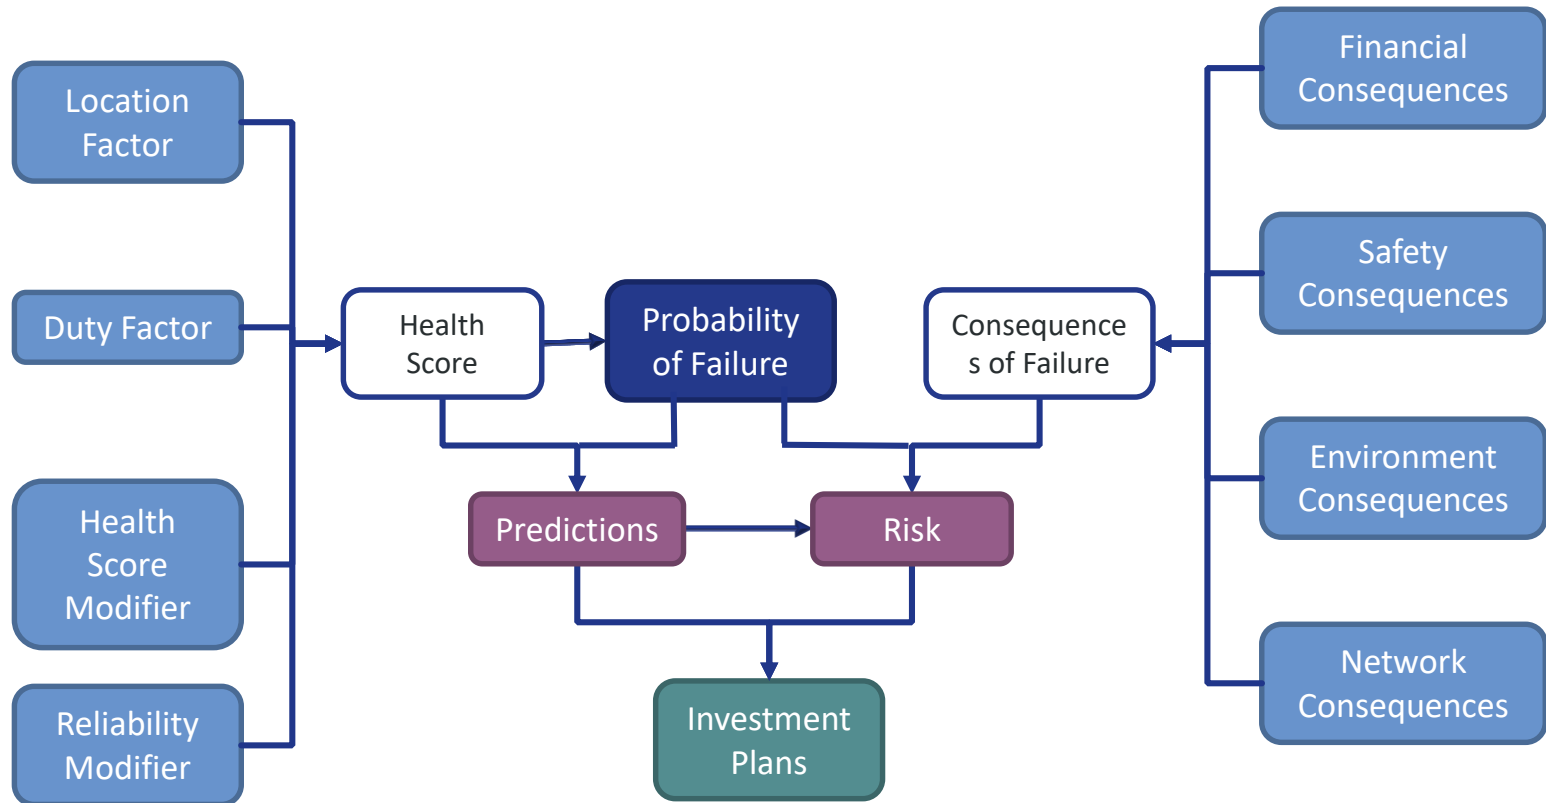 Location
Factor
Duty Factor
Health
Score
Modifier
Reliability
Modifier
Health
Score
Probability
of Failure
Consequence
s of Failure
Predictions
Risk
Investment
Plans
Financial
Consequences
Safety
Consequences
Environment
Consequences
Network
Consequences